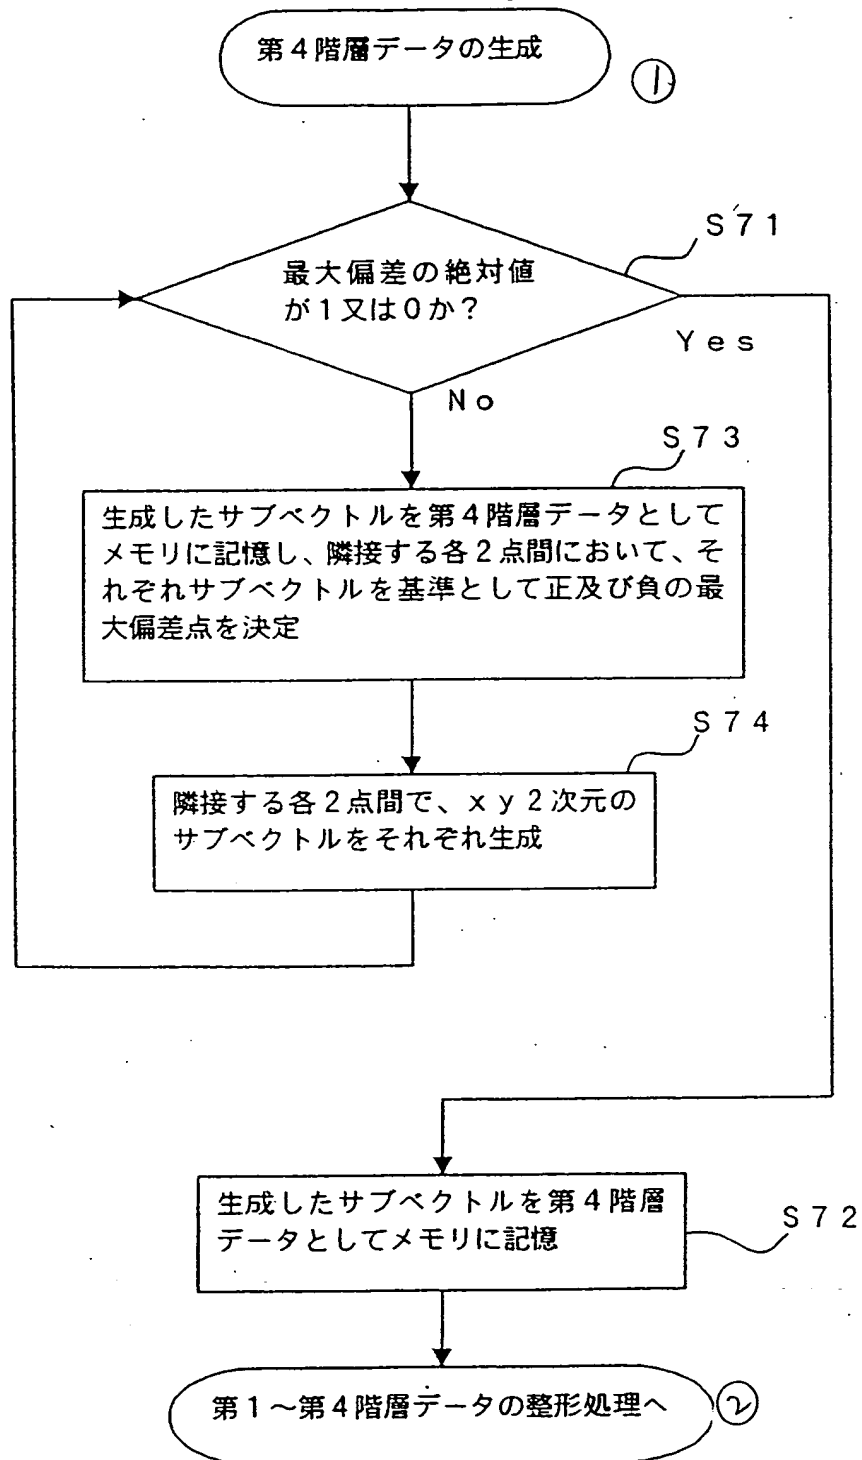 第４階層データの生成
①
Ｓ７１
最大偏差の絶対値
が１又は０か？
Ｙｅｓ
Ｎｏ
Ｓ７３
生成したサブベクトルを第４階層データとして
メモリに記憶し、隣接する各２点間において、そ
れぞれサブベクトルを基準として正及び負の最
大偏差点を決定
Ｓ７４
隣接する各２点間で、ｘｙ２次元の
サブベクトルをそれぞれ生成
生成したサブベクトルを第４階層
データとしてメモリに記憶
Ｓ７２
第１～第４階層データの整形処理へ
②